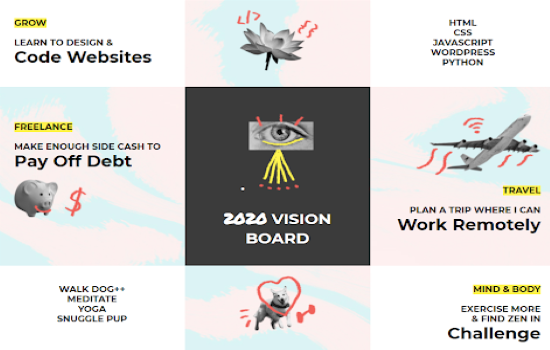 GROW
LEARN TO DESIGN &
Code Websites
</>
{}
{}
HTML
CSS
JAVASCRIPT
WORDPRESS
PYTHON
FREELANCE
MAKE ENOUGH SIDE CASH TO
Pay Off Debt
$
2020 VISION
BOARD
TRAVEL
PLAN A TRIP WHERE I CAN
Work Remotely
WALK DOG++
MEDITATE
YOGA
SNUGGLE PUP
MIND & BODY
EXERCISE MORE
& FIND ZEN IN
Challenge